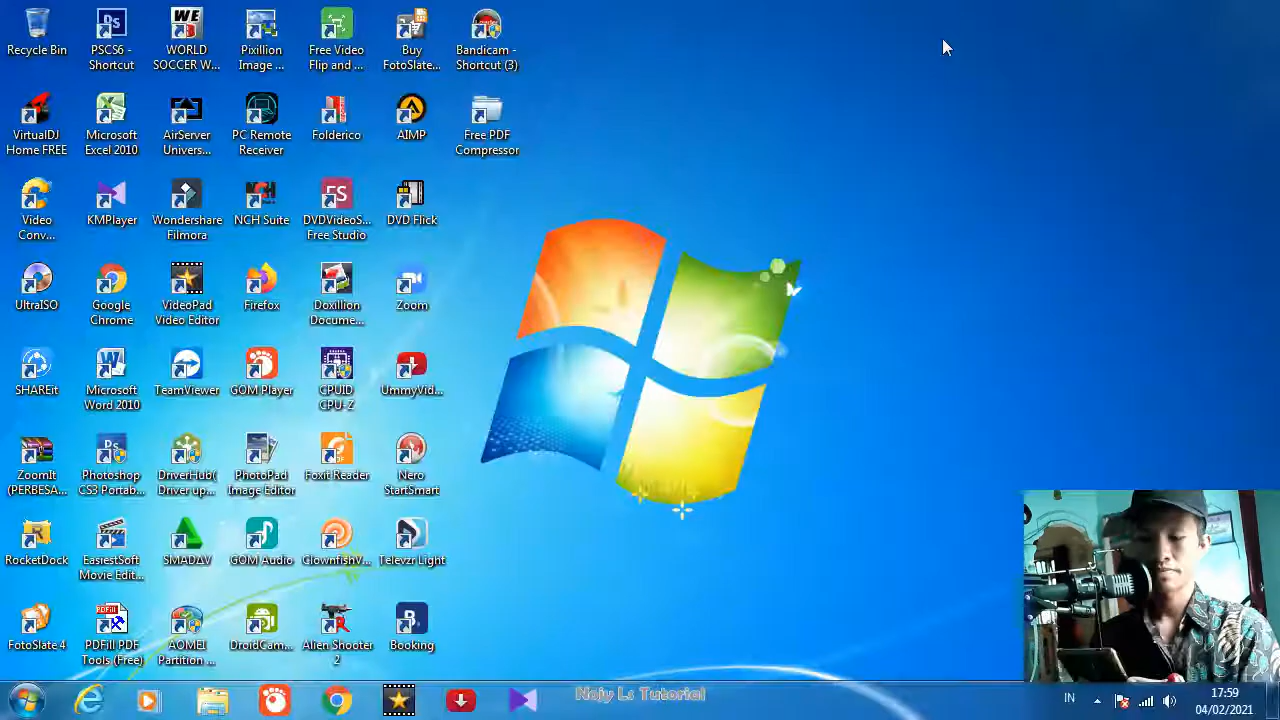 Recycle Bin
PSCS6 -
Shortcut
WORLD
SOCCER W...
Pixillion
Image ...
Free Video
Flip and ...
Buy
FotoSlate...
Bandicam -
Shortcut (3)
VirtualDJ
Home FREE
Microsoft
Excel 2010
AirServer
Univers...
PC Remote
Receiver
Folderico
AIMP
Free PDF
Compressor
Video
Conv...
KMPlayer
Wondershare
Filmora
NCH Suite
DVDVideoS...
Free Studio
DVD Flick
UltraISO
Google
Chrome
VideoPad
Video Editor
Firefox
Doxillion
Docume...
Zoom
SHAREit
Microsoft
Word 2010
TeamViewer
GOM Player
CPUID
CPU-Z
UmmyVid...
ZoomIt
(PERBESA...
Photoshop
CS3 Portab...
DriverHub(
Driver up...
PhotoPad
Image Editor
Foxit Reader
Nero
StartSmart
RocketDock
EasiestSoft
Movie Edit...
SMADAV
GOM Audio
ClownfishV...
Televzr Light
FotoSlate 4
PDFill PDF
Tools (Free)
AOMEI
Partition ...
DroidCam...
Alien Shooter
2
Booking
Nojy Ls Tutorial
IN
17:59
04/02/2021